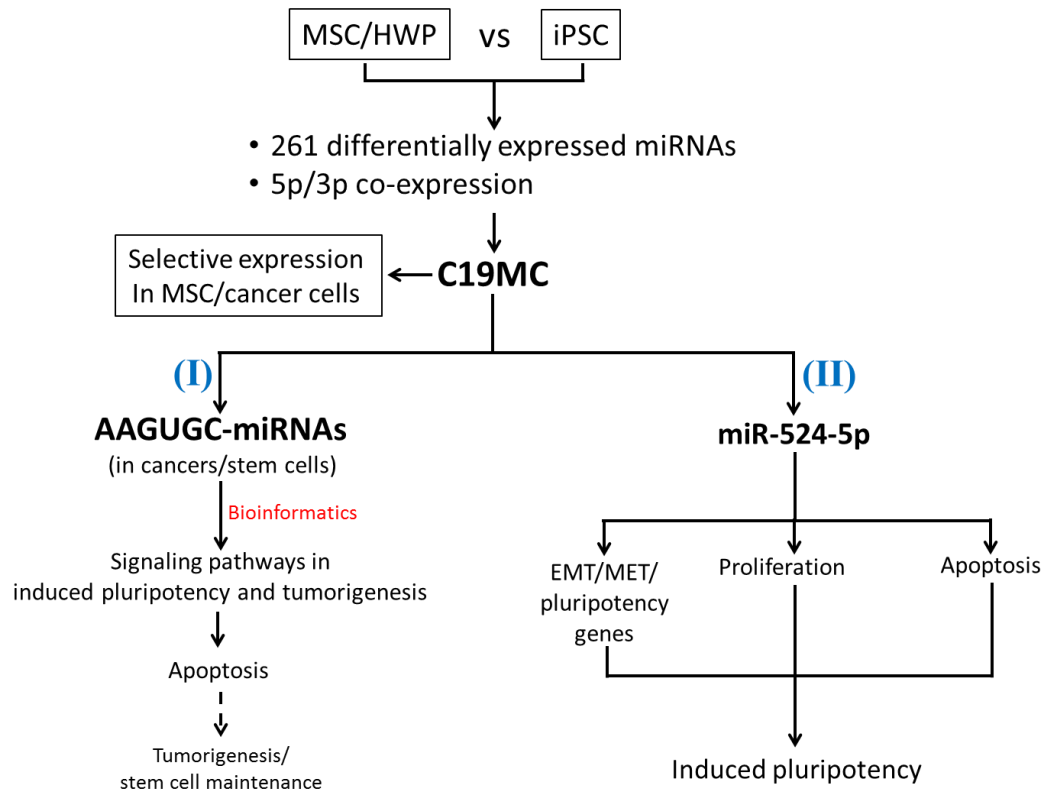 MSC/HWP vs iPSC
• 261 differentially expressed miRNAs
• 5p/3p co-expression
Selective expression
In MSC/cancer cells
C19MC
(I)
(II)
AAGUGC-miRNAs
(in cancers/stem cells)
Bioinformatics
Signaling pathways in
induced pluripotency and tumorigenesis
Apoptosis
Tumorigenesis/
stem cell maintenance
miR-524-5p
EMT/MET/
pluripotency
genes
Proliferation
Apoptosis
Induced pluripotency